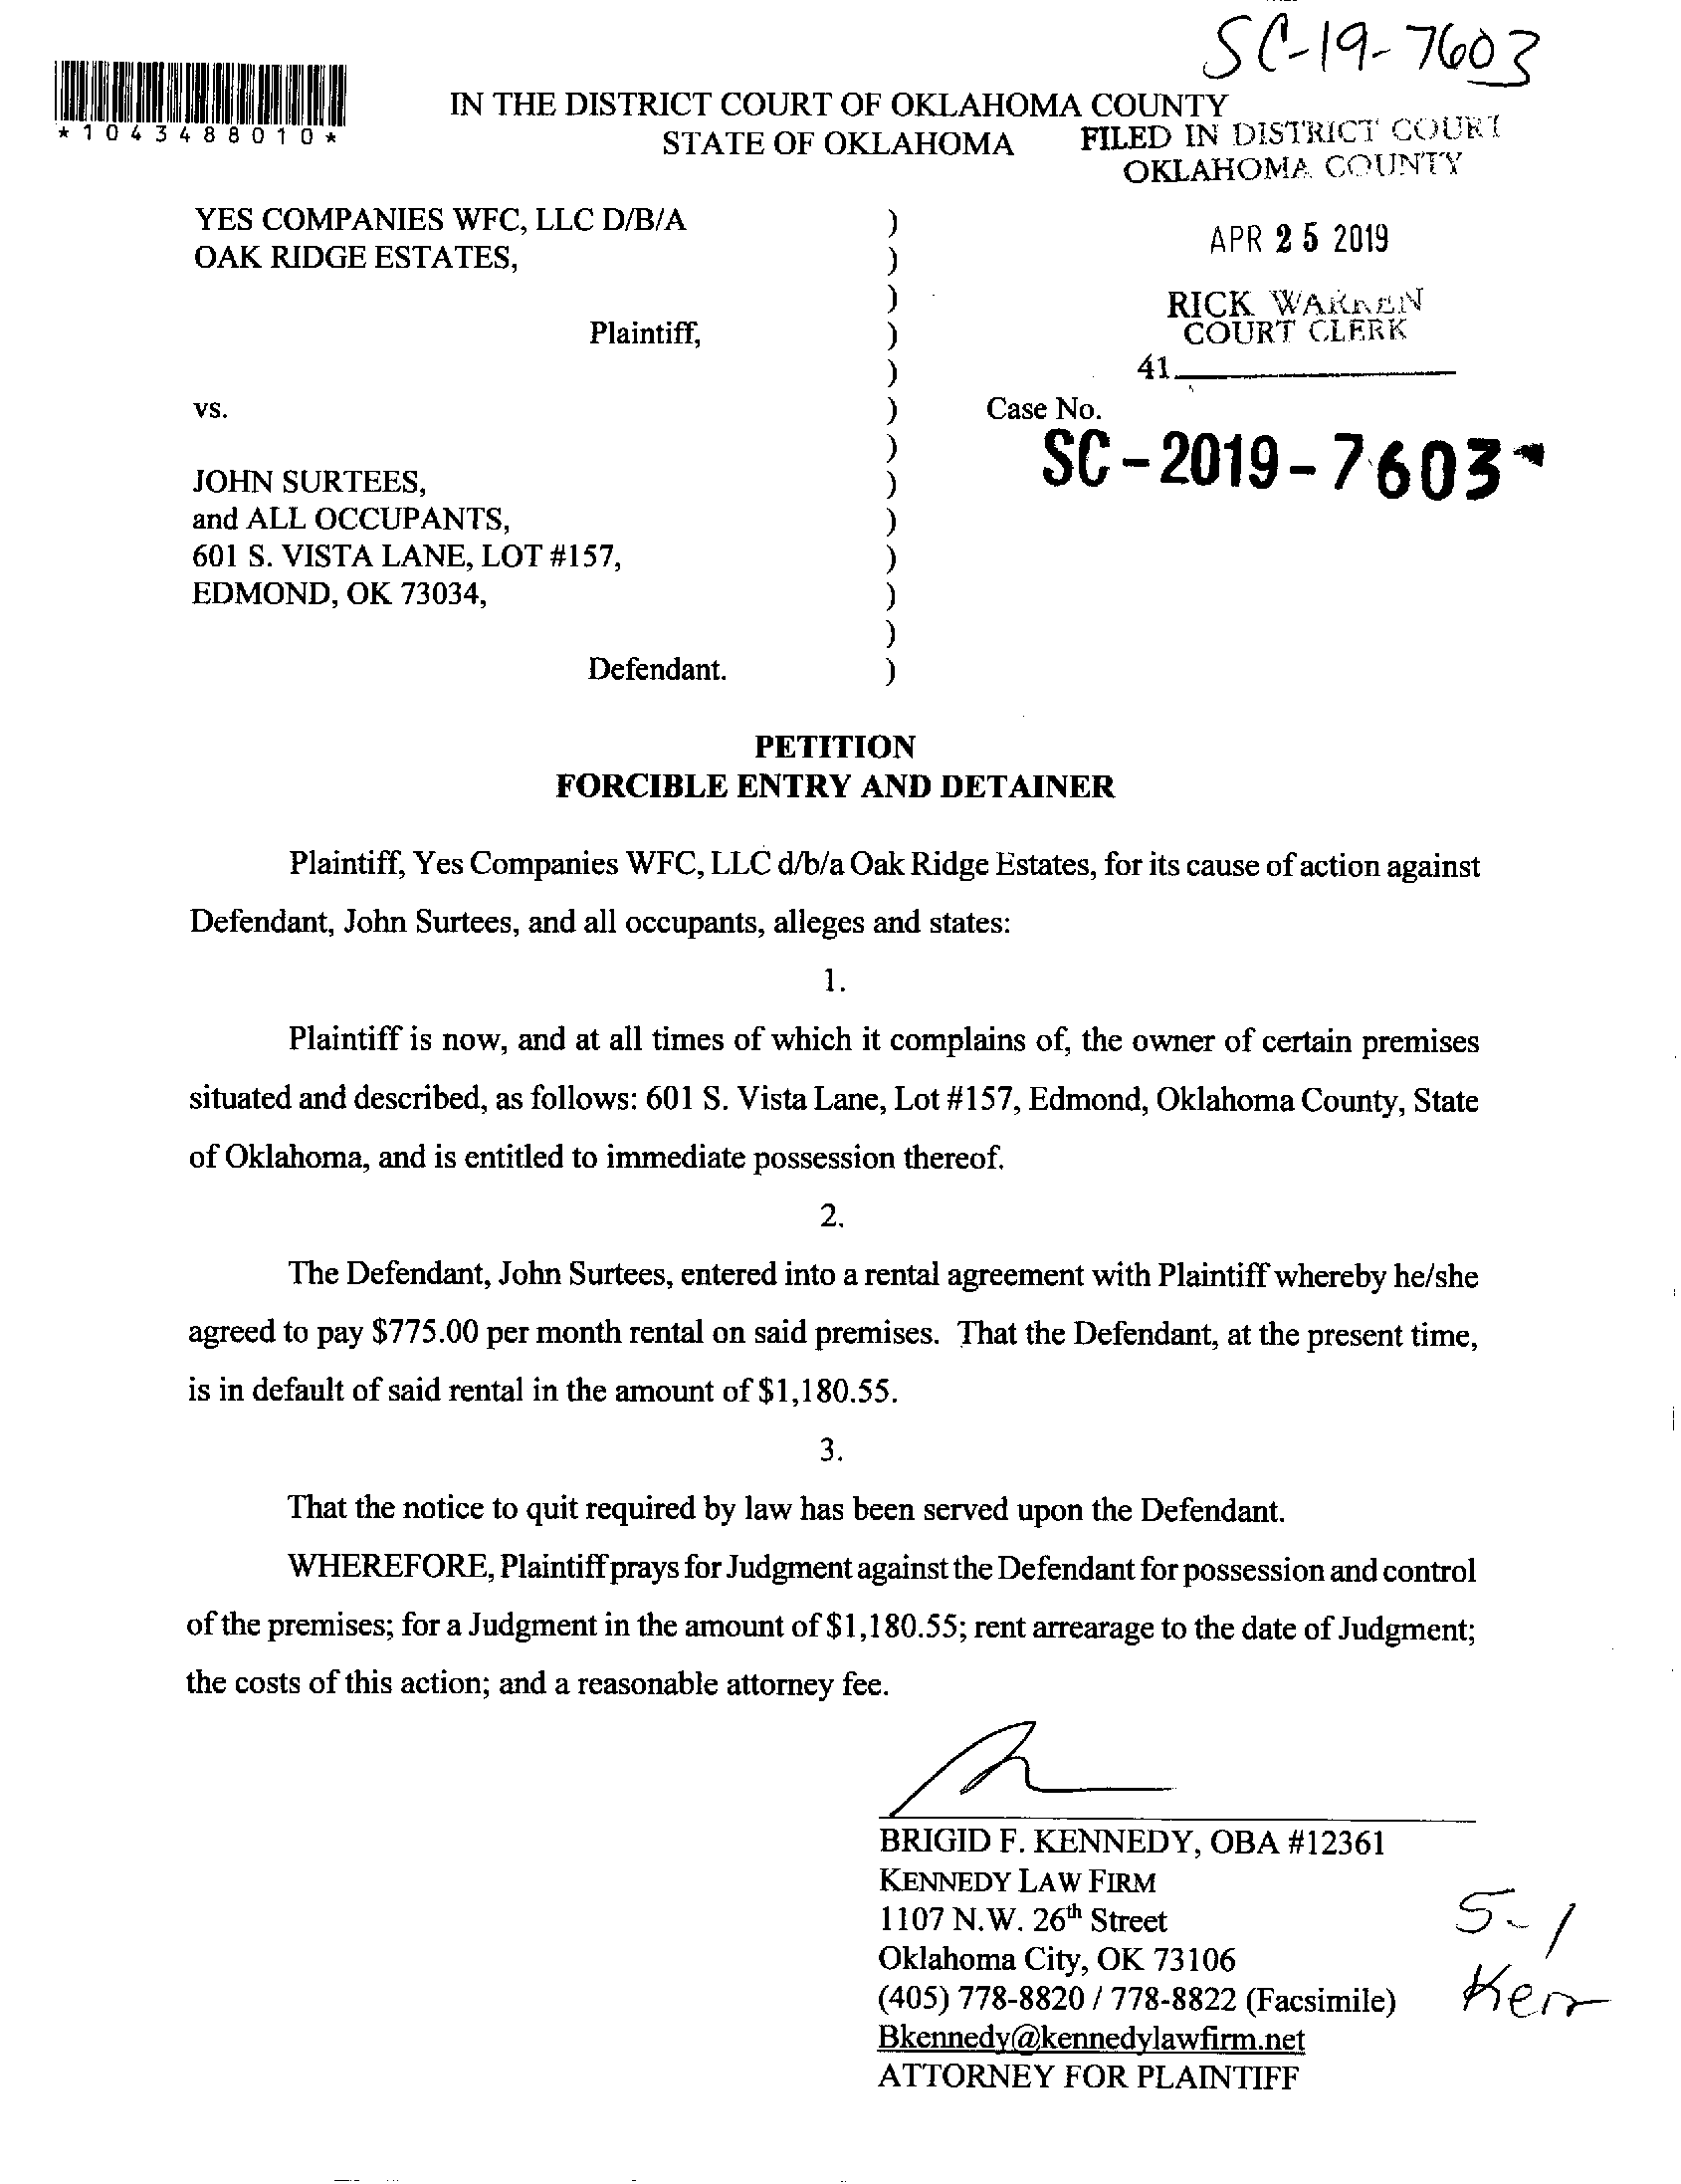 SC-19-7603
*1043488010*
IN THE DISTRICT COURT OF OKLAHOMA COUNTY
STATE OF OKLAHOMA
FILED IN DISTRICT COURT
OKLAHOMA COUNTY
APR 25 2019
RICK WARREN
COURT CLERK
41
YES COMPANIES WFC, LLC D/B/A )
OAK RIDGE ESTATES, )
)
Plaintiff, )
)
vs. ) Case No.
) SC-2019-7603
JOHN SURTEES, )
and ALL OCCUPANTS, )
601 S. VISTA LANE, LOT #157, )
EDMOND, OK 73034, )
)
Defendant. )
PETITION
FORCIBLE ENTRY AND DETAINER
Plaintiff, Yes Companies WFC, LLC d/b/a Oak Ridge Estates, for its cause of action against
Defendant, John Surtees, and all occupants, alleges and states:
1.
Plaintiff is now, and at all times of which it complains of, the owner of certain premises
situated and described, as follows: 601 S. Vista Lane, Lot #157, Edmond, Oklahoma County, State
of Oklahoma, and is entitled to immediate possession thereof.
2.
The Defendant, John Surtees, entered into a rental agreement with Plaintiff whereby he/she
agreed to pay $775.00 per month rental on said premises. That the Defendant, at the present time,
is in default of said rental in the amount of $1,180.55.
3.
That the notice to quit required by law has been served upon the Defendant.
WHEREFORE, Plaintiff prays for Judgment against the Defendant for possession and control
of the premises; for a Judgment in the amount of $1,180.55; rent arrearage to the date of Judgment;
the costs of this action; and a reasonable attorney fee.
BRIGID F. KENNEDY, OBA #12361
KENNEDY LAW FIRM
1107 N.W. 26th Street
Oklahoma City, OK 73106
(405) 778-8820 / 778-8822 (Facsimile)
Bkennedy@kennedylawfirm.net
ATTORNEY FOR PLAINTIFF
5-1
Kerr